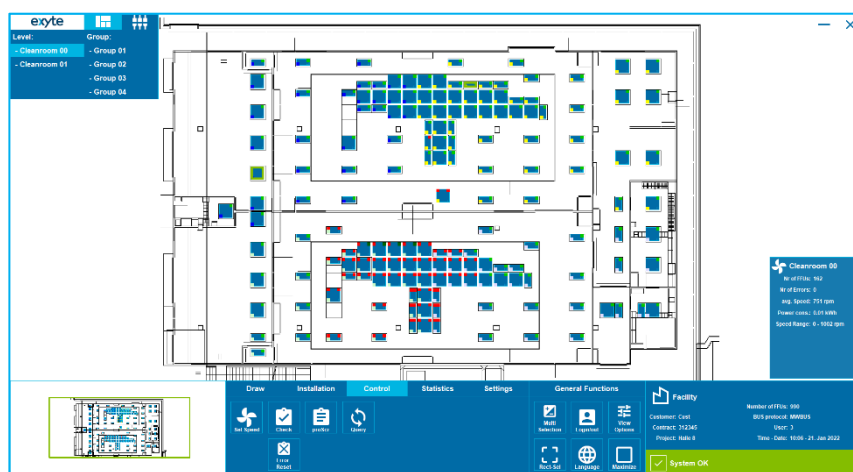 exyte
Level:
Group:
- Cleanroom 00
- Group 01
- Cleanroom 01
- Group 02
- Group 03
- Group 04
Cleanroom 00
Nr of FFUs: 162
Nr of Errors: 0
avg. Speed: 751 rpm
Power cons.: 0.01 kWh
Speed Range: 0 - 1002 rpm
Draw
Installation
Control
Statistics
Settings
General Functions
Set Speed
Check
Query
Error
Reset
Multi
Selection
Login/out
View
Options
Rect-Sel
Language
Maximize
Facility
Number of FFUs: 990
Customer: Cust
BUS protocol: MWBUS
Contract: 312345
User: 3
Project: Halle 8
Time - Date: 10:06 - 21. Jan 2022
System OK